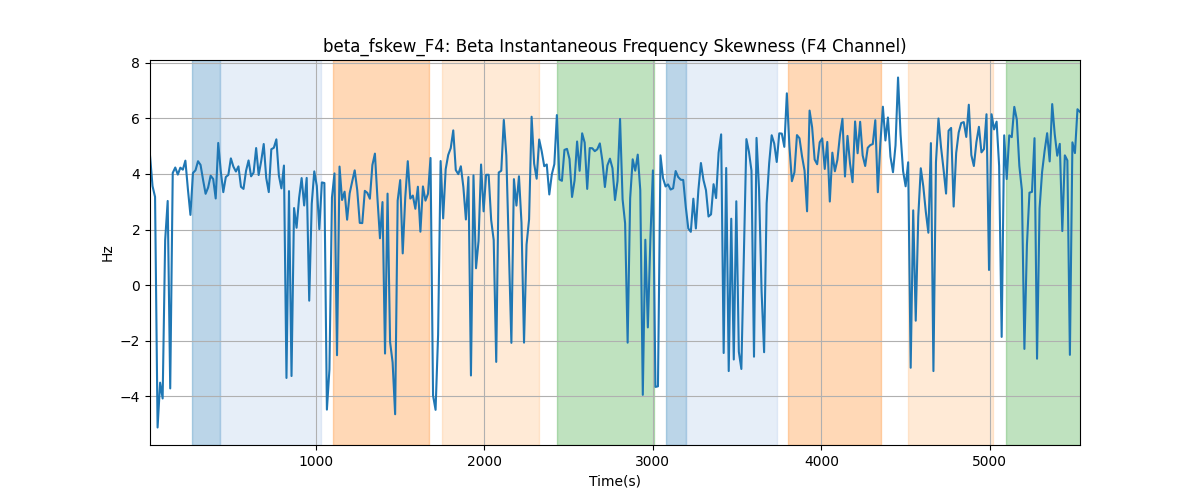 beta_fskew_F4: Beta Instantaneous Frequency Skewness (F4 Channel)
8
6
4
2
0
−2
−4
Hz
1000 2000 3000 4000 5000
Time(s)